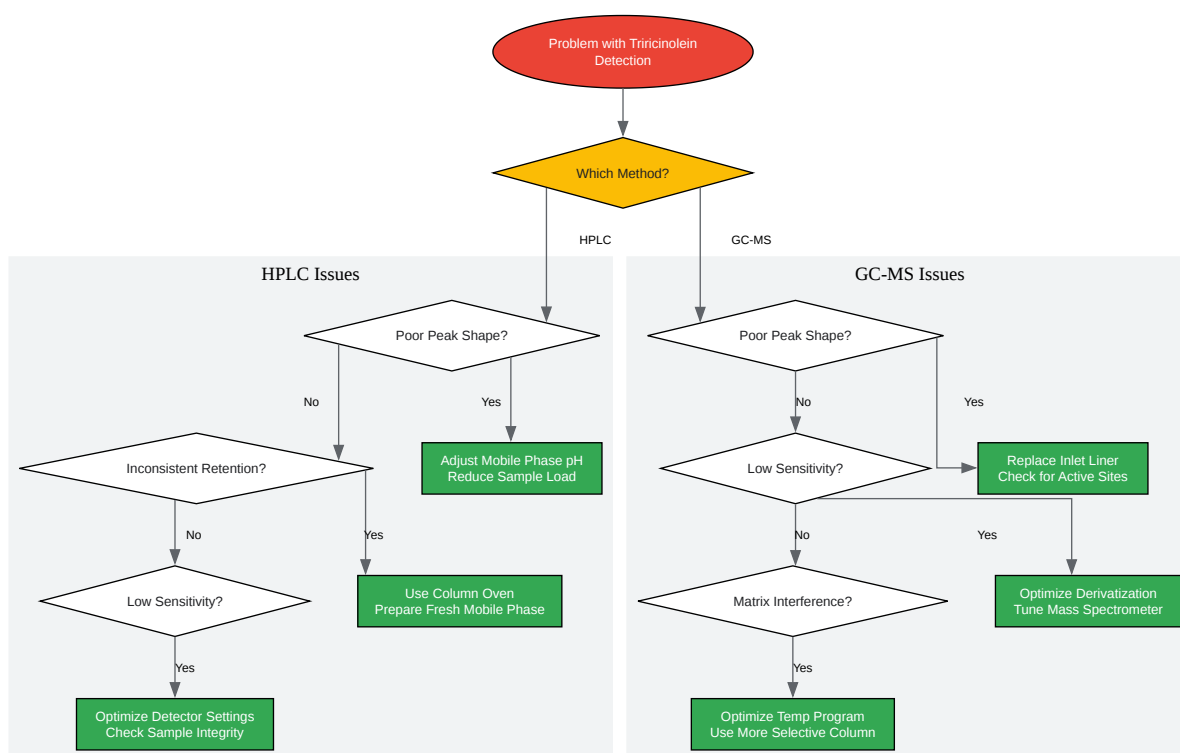 Problem with Triricinolein
Detection
Which Method?
HPLC
GC-MS
HPLC Issues
GC-MS Issues
Poor Peak Shape?
Poor Peak Shape?
No
Yes
No
Yes
Inconsistent Retention?
Adjust Mobile Phase pH
Reduce Sample Load
Low Sensitivity?
Replace Inlet Liner
Check for Active Sites
No
Yes
No
Yes
Low Sensitivity?
Use Column Oven
Prepare Fresh Mobile Phase
Matrix Interference?
Optimize Derivatization
Tune Mass Spectrometer
Yes
Yes
Optimize Detector Settings
Check Sample Integrity
Optimize Temp Program
Use More Selective Column